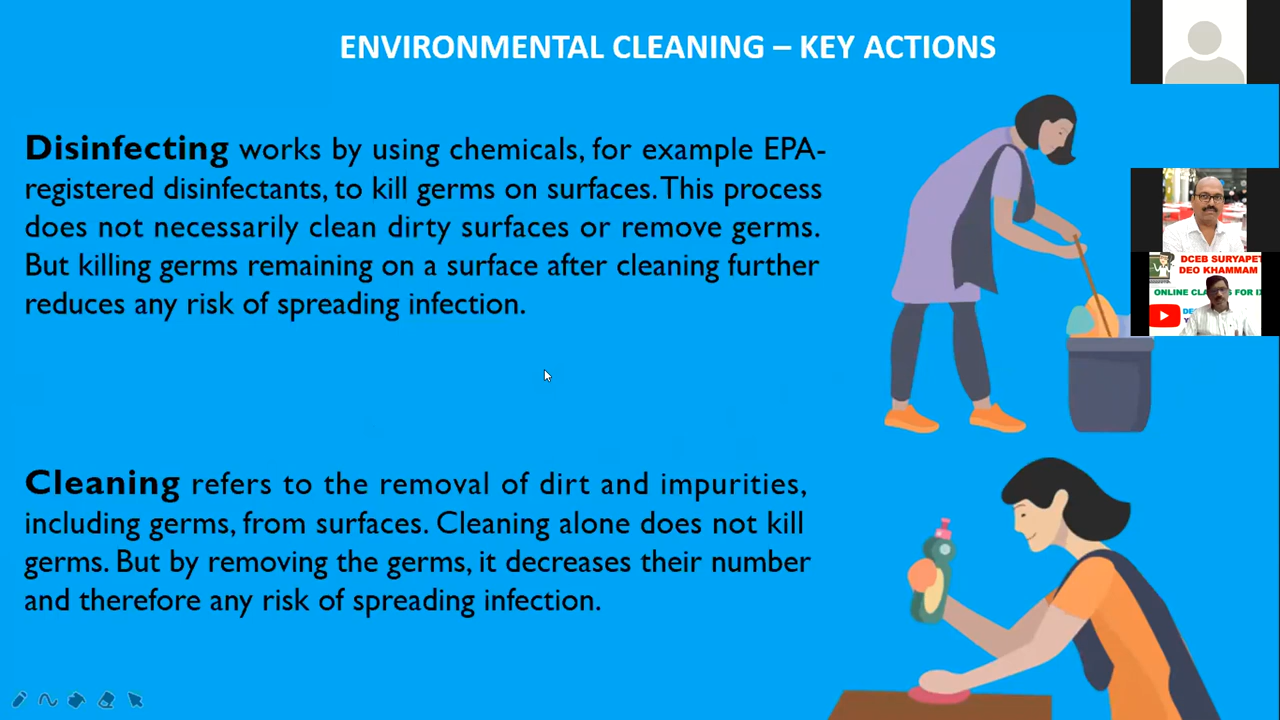 ENVIRONMENTAL CLEANING – KEY ACTIONS
Disinfecting works by using chemicals, for example EPA-
registered disinfectants, to kill germs on surfaces. This process
does not necessarily clean dirty surfaces or remove germs.
But killing germs remaining on a surface after cleaning further
reduces any risk of spreading infection.
Cleaning refers to the removal of dirt and impurities,
including germs, from surfaces. Cleaning alone does not kill
germs. But by removing the germs, it decreases their number
and therefore any risk of spreading infection.
DCEB SURYAPET
DEO KHAMMAM
ONLINE FOR